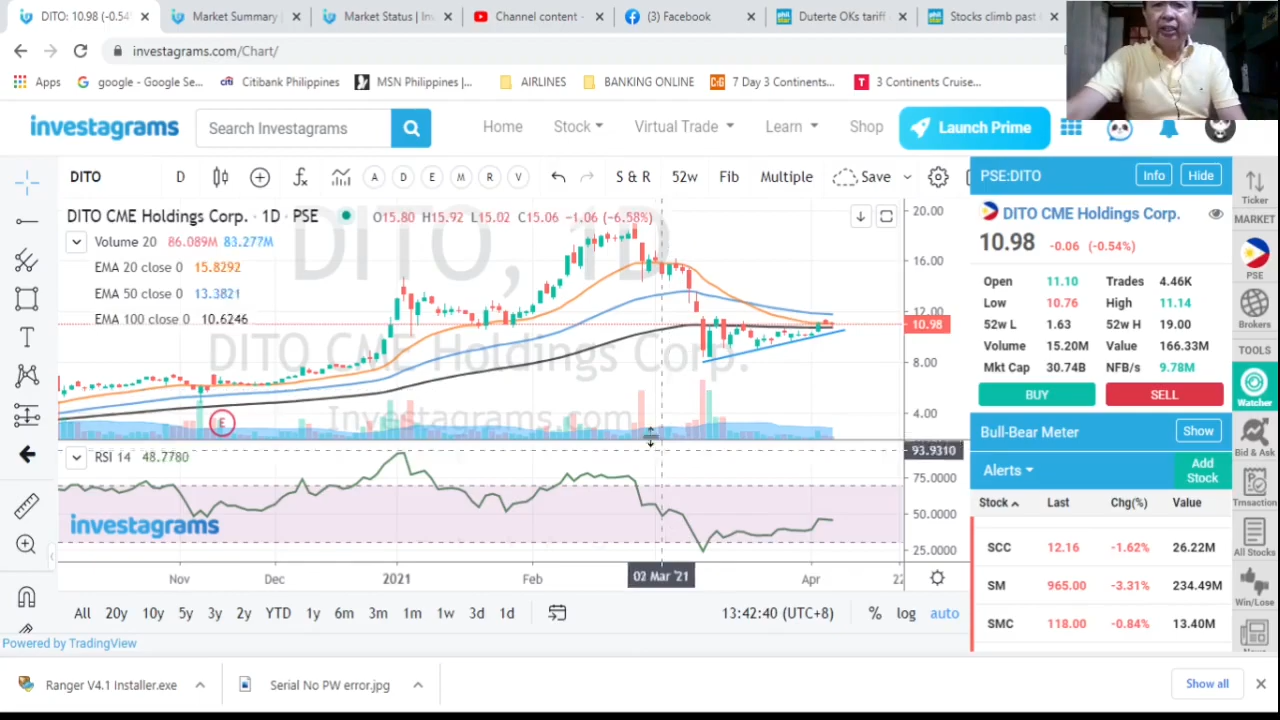 DITO: 10.98 (-0.54
Market Summary |
Market Status | Inv
Channel content -
(3) Facebook
Duterte OKs tariff
Stocks climb past
investagrams.com/Chart/
Apps
google - Google Se...
Citibank Philippines
MSN Philippines |...
AIRLINES
BANKING ONLINE
7 Day 3 Continents...
3 Continents Cruise...
investagrams
Search Investagrams
Home
Stock
Virtual Trade
Learn
Shop
Launch Prime
DITO
D
A D E M R V
S & R
52w
Fib
Multiple
Save
DITO CME Holdings Corp. · 1D · PSE
O15.80 H15.92 L15.02 C15.06 -1.06 (-6.58%)
Volume 20 86.089M 83.277M
EMA 20 close 0 15.8292
EMA 50 close 0 13.3821
EMA 100 close 0 10.6246
DITO, 1D
DITO CME Holdings Corp.
Investagrams.com
E
20.00
16.00
12.00
10.98
8.00
4.00
RSI 14 48.7780
93.9310
75.0000
50.0000
25.0000
investagrams
Nov Dec 2021 Feb 02 Mar '21 Apr 22
All 20y 10y 5y 3y 2y YTD 1y 6m 3m 1m 1w 3d 1d
13:42:40 (UTC+8)
% log auto
Powered by TradingView
PSE:DITO
Info
Hide
DITO CME Holdings Corp.
10.98 -0.06 (-0.54%)
Open 11.10 Trades 4.46K
Low 10.76 High 11.14
52w L 1.63 52w H 19.00
Volume 15.20M Value 166.33M
Mkt Cap 30.74B NFB/s 9.78M
BUY
SELL
Bull-Bear Meter
Show
Alerts
Add
Stock
Stock Last Chg(%) Value
SCC 12.16 -1.62% 26.22M
SM 965.00 -3.31% 234.49M
SMC 118.00 -0.84% 13.40M
Ticker
MARKET
PSE
Brokers
TOOLS
Watcher
Bid & Ask
Trnsaction
All Stocks
Win/Lose
Ranger V4.1 Installer.exe
Serial No PW error.jpg
Show all